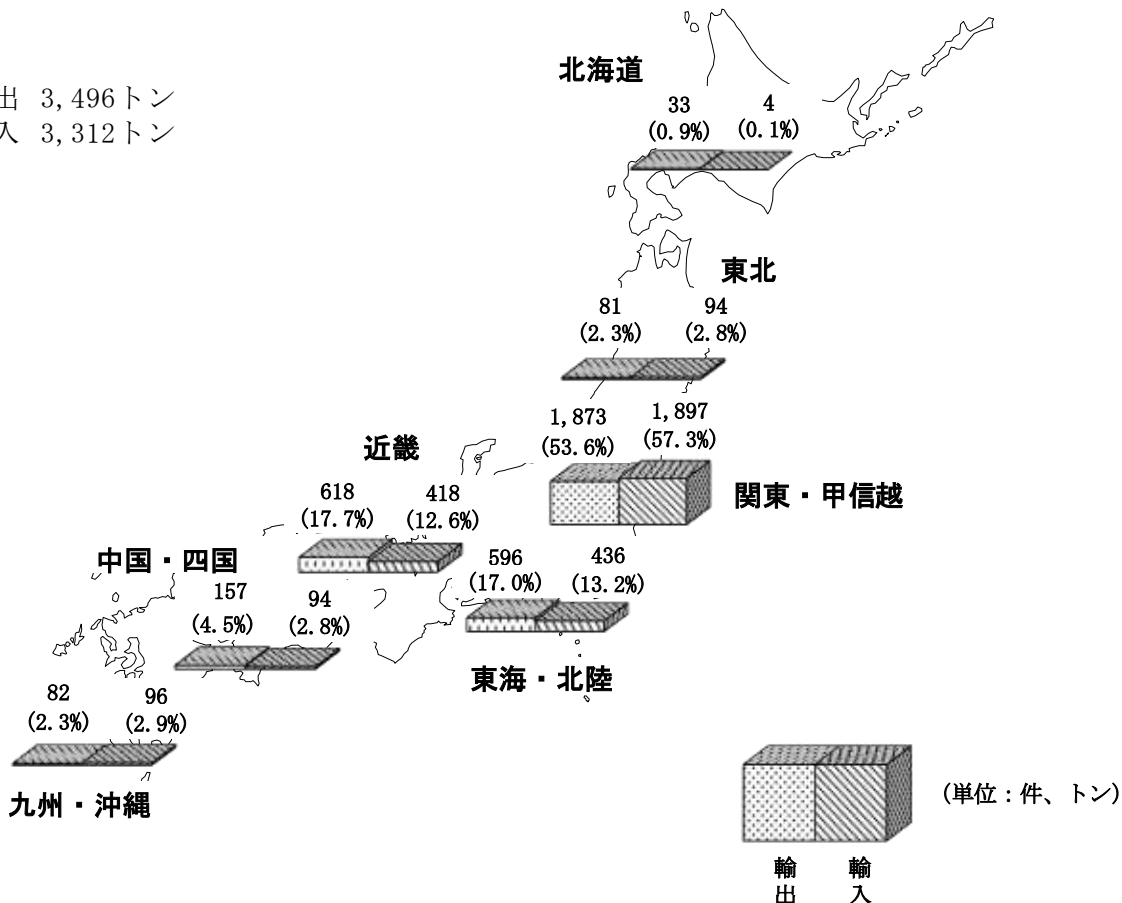 出 3,496トン
入 3,312トン
北海道
33 4
(0.9%) (0.1%)
東北
81 94
(2.3%) (2.8%)
1,873 1,897
(53.6%) (57.3%)
関東・甲信越
近畿
618 418
(17.7%) (12.6%)
596 436
(17.0%) (13.2%)
東海・北陸
中国・四国
157 94
(4.5%) (2.8%)
82 96
(2.3%) (2.9%)
九州・沖縄
(単位：件、トン)
輸出 輸入